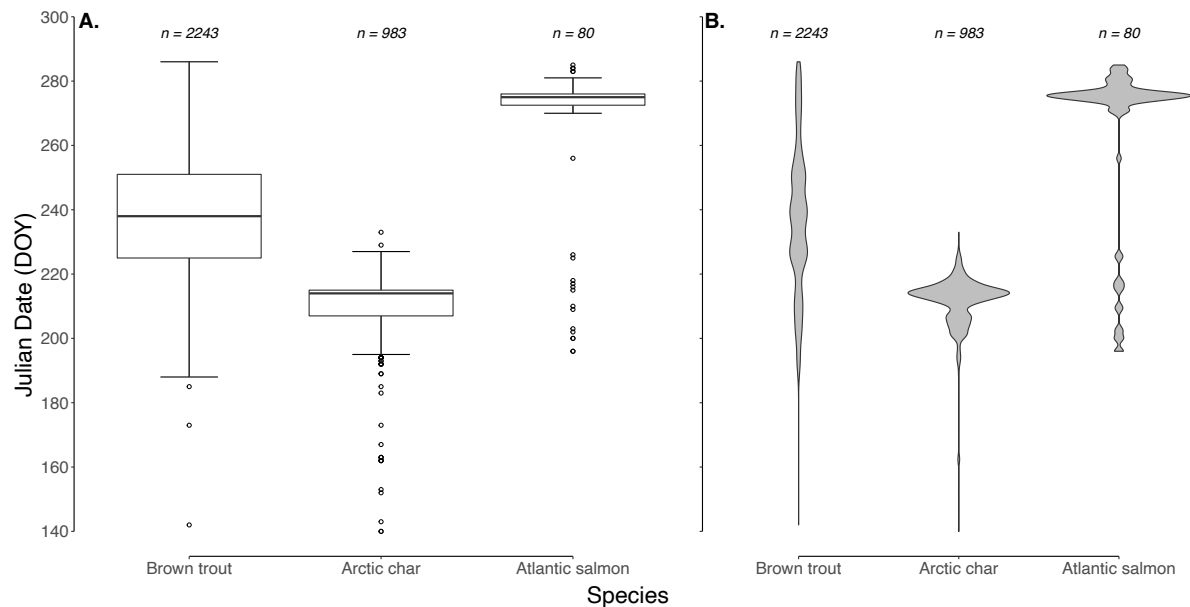 A.
n = 2243
n = 983
n = 80
B.
n = 2243
n = 983
n = 80
Julian Date (DOY)
300
280
260
240
220
200
180
160
140
Brown trout
Arctic char
Atlantic salmon
Brown trout
Arctic char
Atlantic salmon
Species